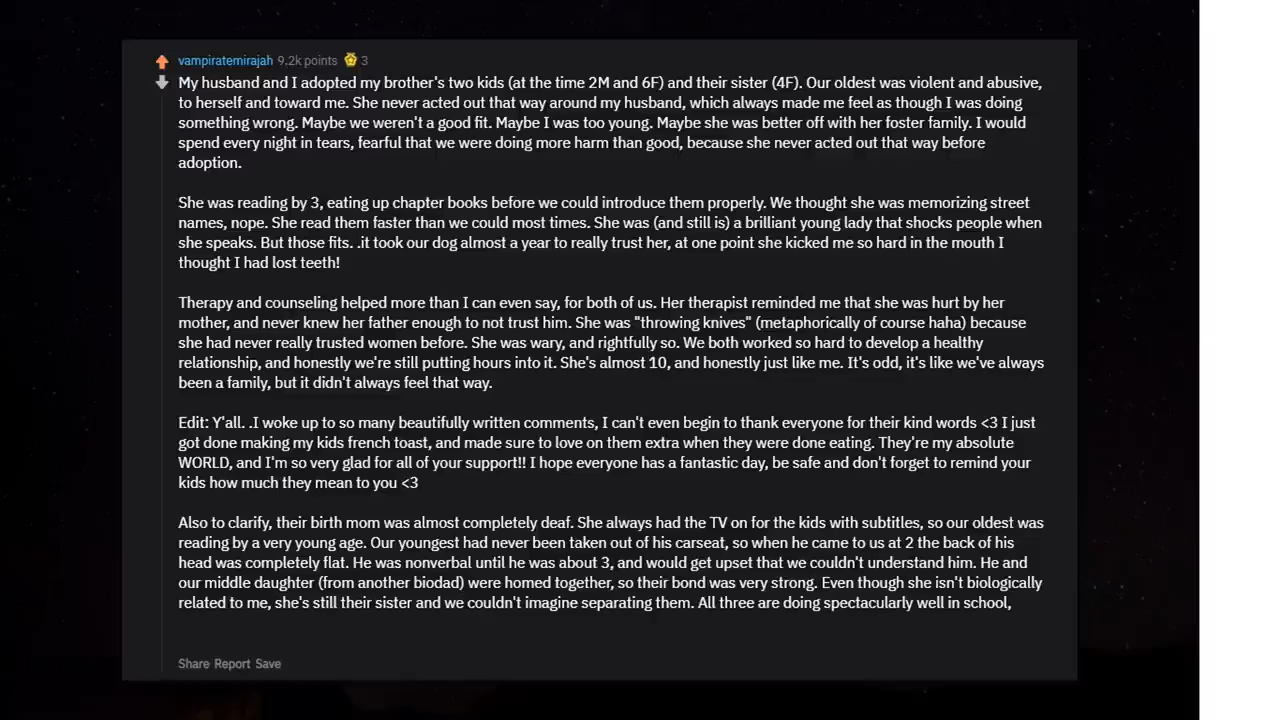 vampiratemirajah 9.2k points 3
My husband and I adopted my brother's two kids (at the time 2M and 6F) and their sister (4F). Our oldest was violent and abusive,
to herself and toward me. She never acted out that way around my husband, which always made me feel as though I was doing
something wrong. Maybe we weren't a good fit. Maybe I was too young. Maybe she was better off with her foster family. I would
spend every night in tears, fearful that we were doing more harm than good, because she never acted out that way before
adoption.
She was reading by 3, eating up chapter books before we could introduce them properly. We thought she was memorizing street
names, nope. She read them faster than we could most times. She was (and still is) a brilliant young lady that shocks people when
she speaks. But those fits. .it took our dog almost a year to really trust her, at one point she kicked me so hard in the mouth I
thought I had lost teeth!
Therapy and counseling helped more than I can even say, for both of us. Her therapist reminded me that she was hurt by her
mother, and never knew her father enough to not trust him. She was "throwing knives" (metaphorically of course haha) because
she had never really trusted women before. She was wary, and rightfully so. We both worked so hard to develop a healthy
relationship, and honestly we're still putting hours into it. She's almost 10, and honestly just like me. It's odd, it's like we've always
been a family, but it didn't always feel that way.
Edit: Y'all. .I woke up to so many beautifully written comments, I can't even begin to thank everyone for their kind words <3 I just
got done making my kids french toast, and made sure to love on them extra when they were done eating. They're my absolute
WORLD, and I'm so very glad for all of your support!! I hope everyone has a fantastic day, be safe and don't forget to remind your
kids how much they mean to you <3
Also to clarify, their birth mom was almost completely deaf. She always had the TV on for the kids with subtitles, so our oldest was
reading by a very young age. Our youngest had never been taken out of his carseat, so when he came to us at 2 the back of his
head was completely flat. He was nonverbal until he was about 3, and would get upset that we couldn't understand him. He and
our middle daughter (from another biodad) were homed together, so their bond was very strong. Even though she isn't biologically
related to me, she's still their sister and we couldn't imagine separating them. All three are doing spectacularly well in school,
Share Report Save